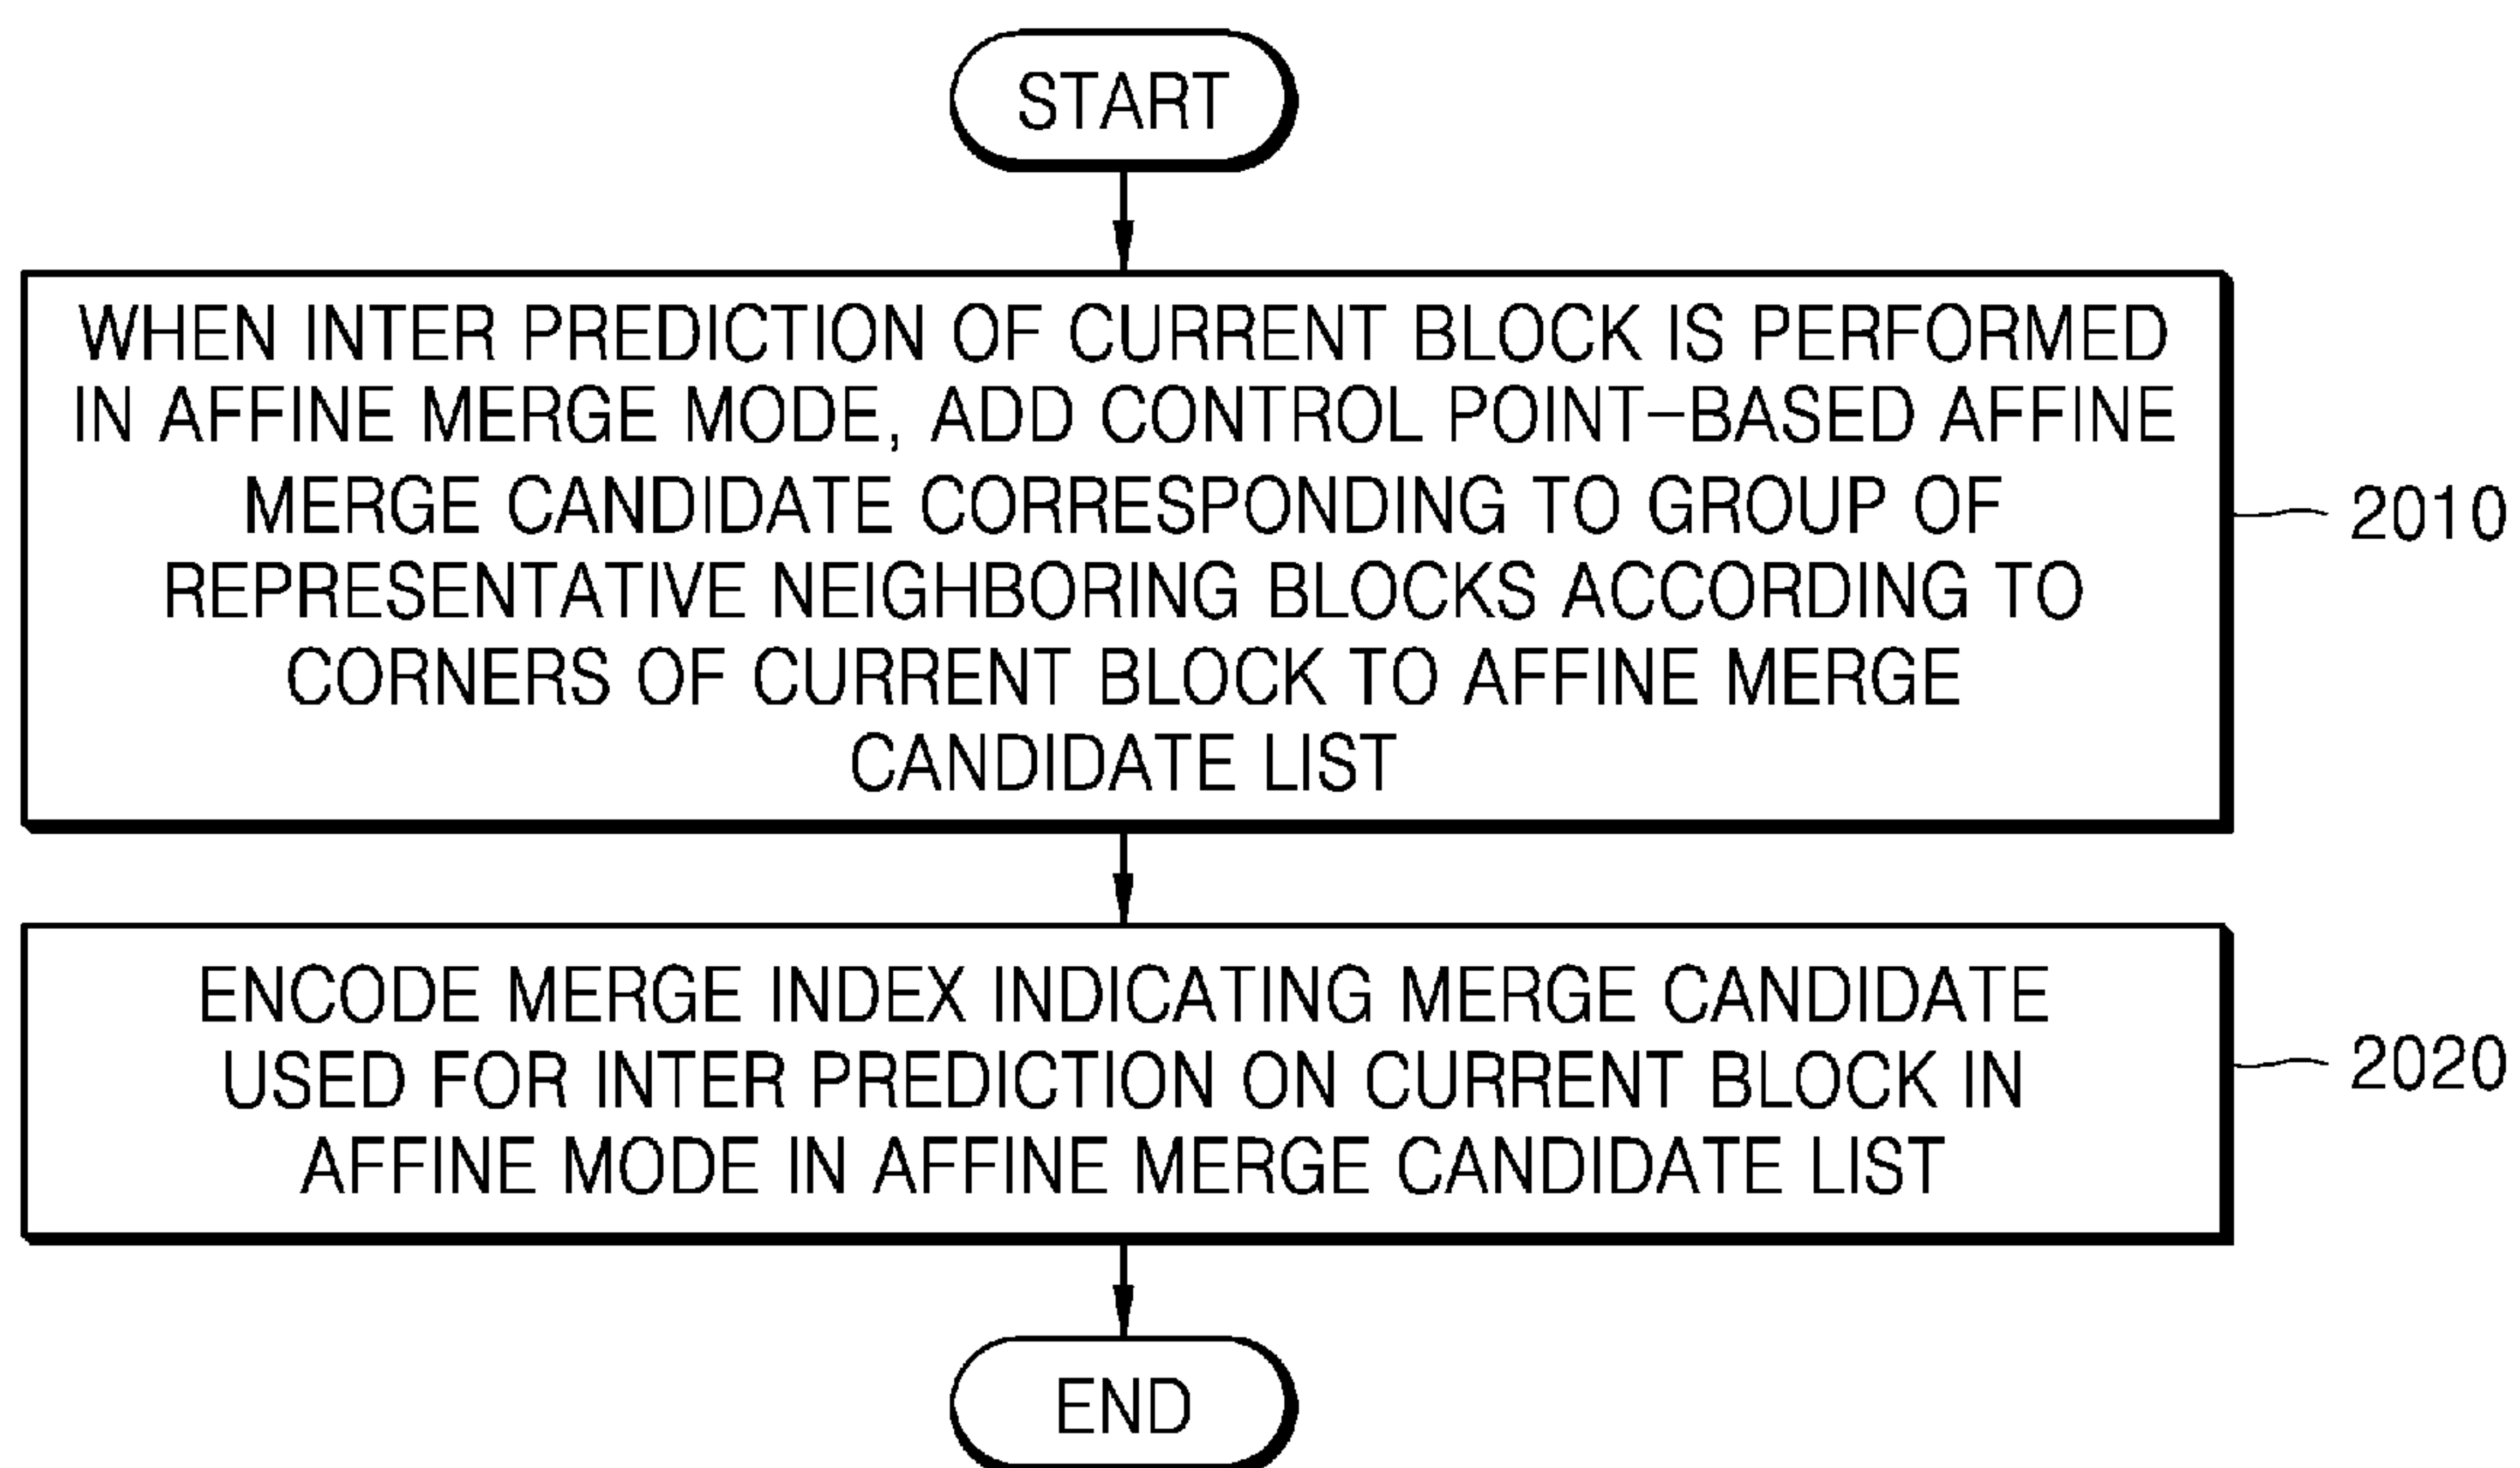 START
WHEN INTER PREDICTION OF CURRENT BLOCK IS PERFORMED
IN AFFINE MERGE MODE, ADD CONTROL POINT-BASED AFFINE
MERGE CANDIDATE CORRESPONDING TO GROUP OF
REPRESENTATIVE NEIGHBORING BLOCKS ACCORDING TO
CORNERS OF CURRENT BLOCK TO AFFINE MERGE
CANDIDATE LIST
2010
ENCODE MERGE INDEX INDICATING MERGE CANDIDATE
USED FOR INTER PREDICTION ON CURRENT BLOCK IN
AFFINE MODE IN AFFINE MERGE CANDIDATE LIST
2020
END